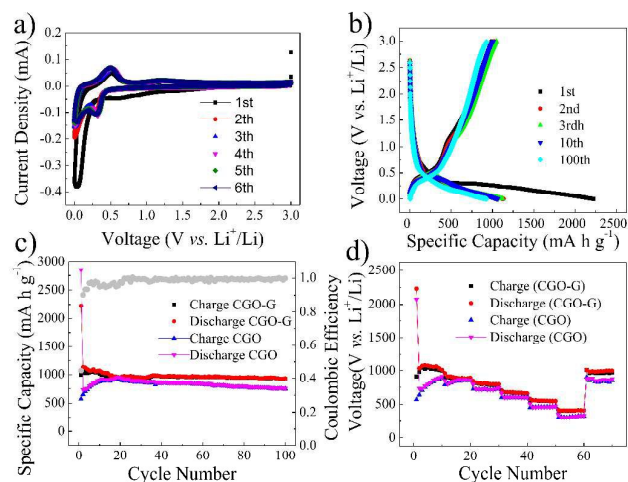 a)
Current Density (mA)
0.1
0.0
-0.1
-0.2
-0.3
-0.4
1st
2th
3th
4th
5th
6th
0.0 0.5 1.0 1.5 2.0 2.5 3.0
Voltage (V vs. Li⁺/Li)
b)
Voltage (V vs. Li⁺/Li)
3.0
2.5
2.0
1.5
1.0
0.5
0.0
1st
2nd
3rdh
10th
100th
0 500 1000 1500 2000 2500
Specific Capacity (mA h g⁻¹)
c)
Specific Capacity (mA h g⁻¹)
3000
2500
2000
1500
1000
500
0
Charge CGO-G
Discharge CGO-G
Charge CGO
Discharge CGO
1.0
0.8
0.6
0.4
0.2
0.0
Coulombic Efficiency
0 20 40 60 80 100
Cycle Number
d)
Voltage(V vs. Li⁺/Li)
2500
2000
1500
1000
500
0
Charge (CGO-G)
Discharge (CGO-G)
Charge (CGO)
Discharge (CGO)
0 20 40 60
Cycle Number